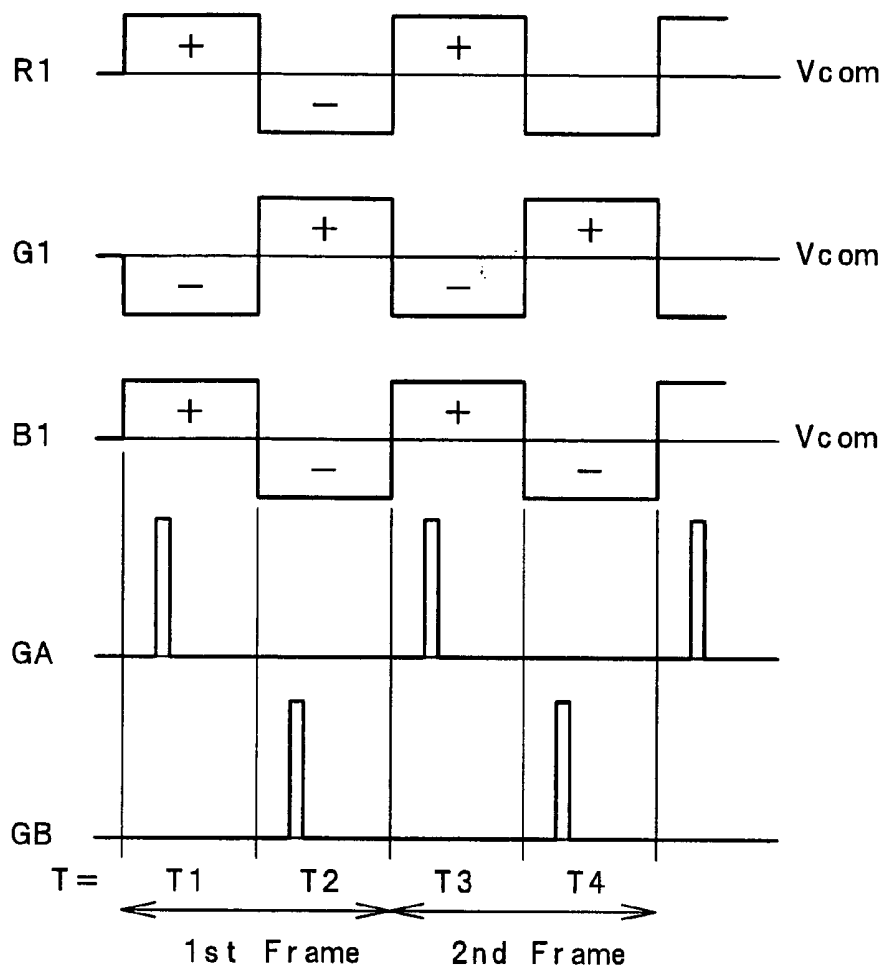 R1 + − + Vcom
G1 − + − + Vcom
B1 + − + − Vcom
GA
GB
T= T1 T2 T3 T4
1st Frame 2nd Frame